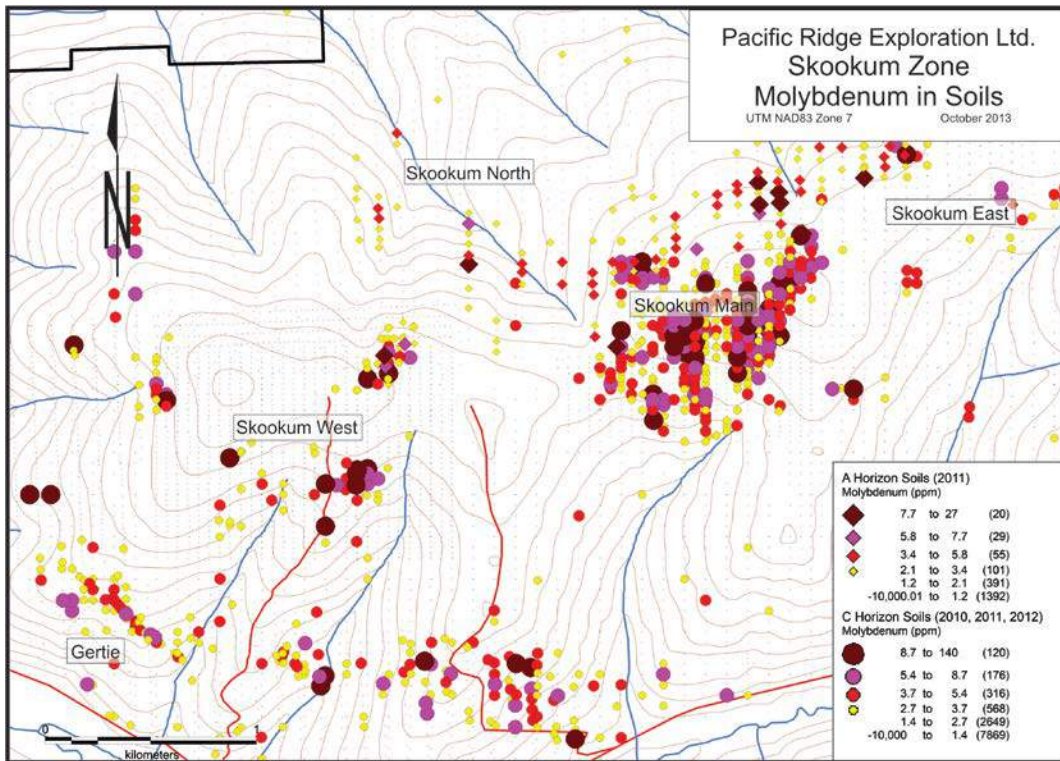 Pacific Ridge Exploration Ltd.
Skookum Zone
Molybdenum in Soils
UTM NAD83 Zone 7 October 2013
N
Skookum North
Skookum East
Skookum Main
Skookum West
Gertie
0 1
kilometers
A Horizon Soils (2011)
Molybdenum (ppm)
7.7 to 27 (20)
5.8 to 7.7 (29)
3.4 to 5.8 (55)
2.1 to 3.4 (101)
1.2 to 2.1 (391)
-10,000.01 to 1.2 (1392)
C Horizon Soils (2010, 2011, 2012)
Molybdenum (ppm)
8.7 to 140 (120)
5.4 to 8.7 (176)
3.7 to 5.4 (316)
2.7 to 3.7 (568)
1.4 to 2.7 (2649)
-10,000 to 1.4 (7869)